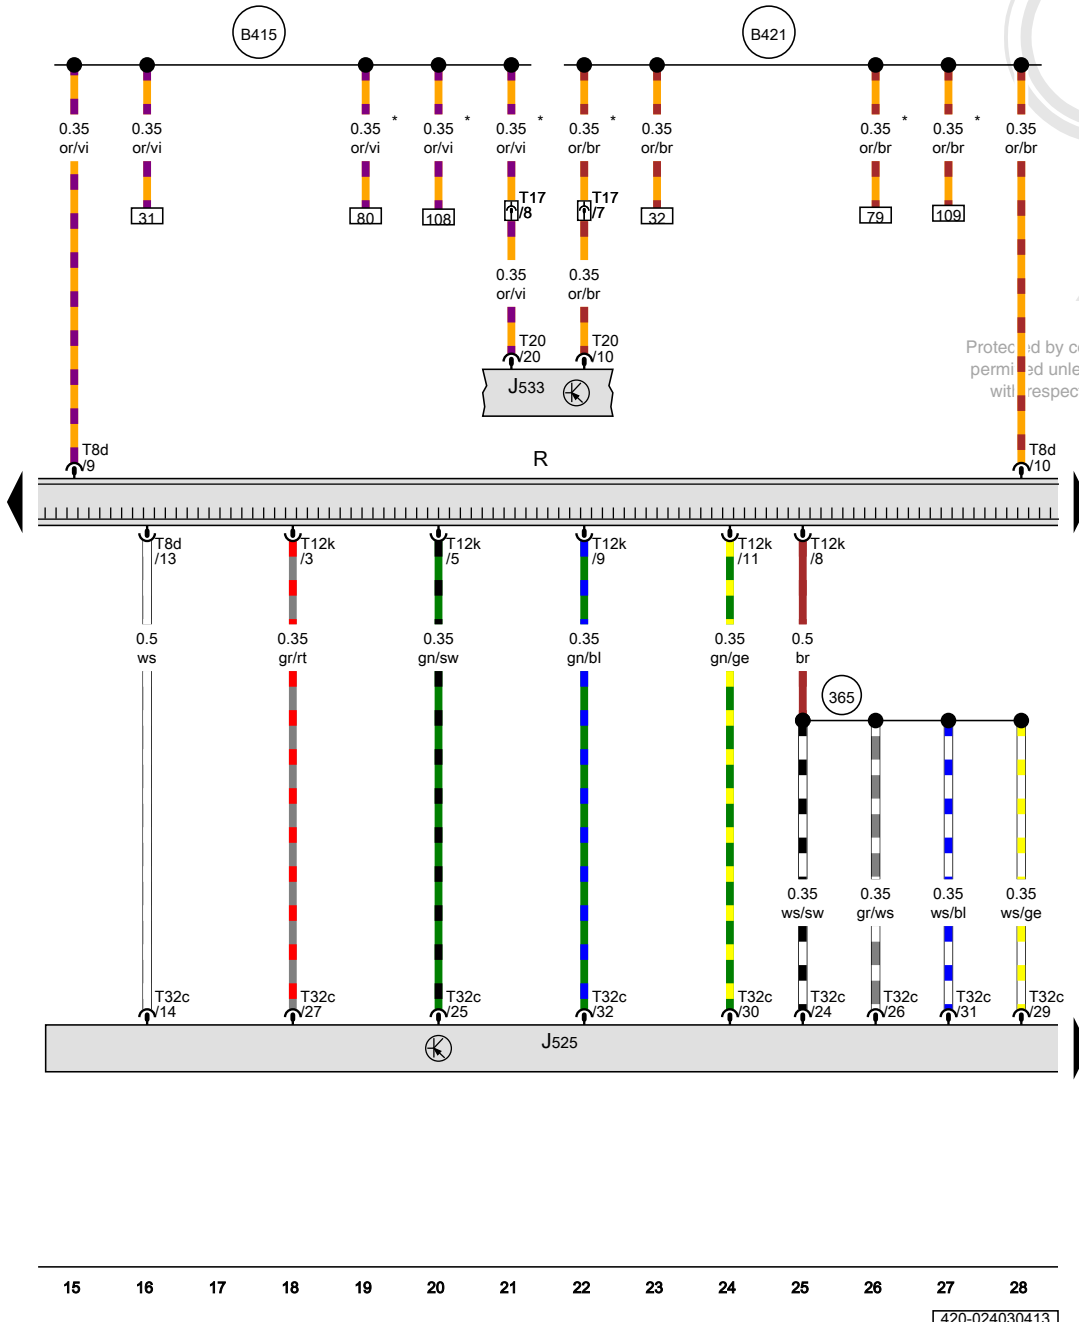 B415
B421
0.35
or/vi
0.35
or/vi
0.35
or/vi
*
0.35
or/vi
*
0.35
or/vi
*
0.35
or/br
*
0.35
or/br
0.35
or/br
*
0.35
or/br
*
0.35
or/br
31
80
108
T17
/8
T17
/7
32
79
109
0.35
or/vi
0.35
or/br
T20
/20
T20
/10
J533
Protected by co
permitted unle
with respec
T8d
/9
R
T8d
/10
T8d
/13
T12k
/3
T12k
/5
T12k
/9
T12k
/11
T12k
/8
0.5
ws
0.35
gr/rt
0.35
gn/sw
0.35
gn/bl
0.35
gn/ge
0.5
br
365
0.35
ws/sw
0.35
gr/ws
0.35
ws/bl
0.35
ws/ge
T32c
/14
T32c
/27
T32c
/25
T32c
/32
T32c
/30
T32c
/24
T32c
/26
T32c
/31
T32c
/29
J525
15 16 17 18 19 20 21 22 23 24 25 26 27 28
420-024030413